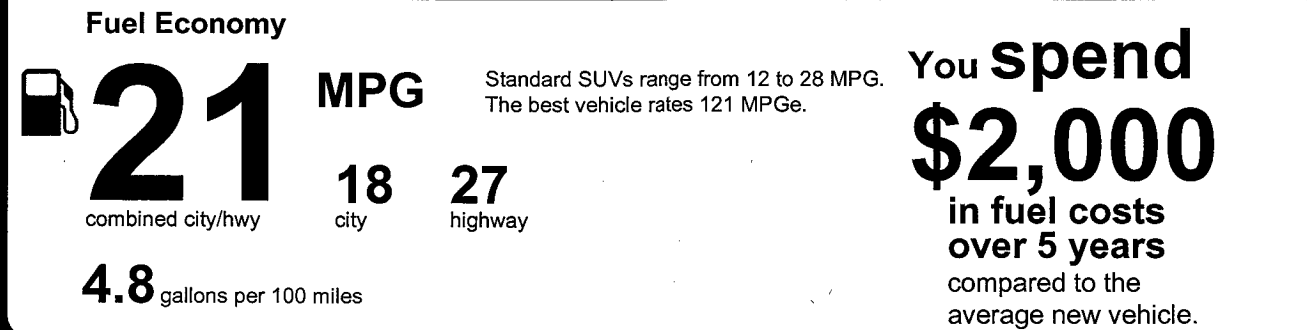 Fuel Economy
21
MPG
combined city/hwy
18
city
27
highway
4.8 gallons per 100 miles
Standard SUVs range from 12 to 28 MPG.
The best vehicle rates 121 MPGe.
You spend
$2,000
in fuel costs
over 5 years
compared to the
average new vehicle.